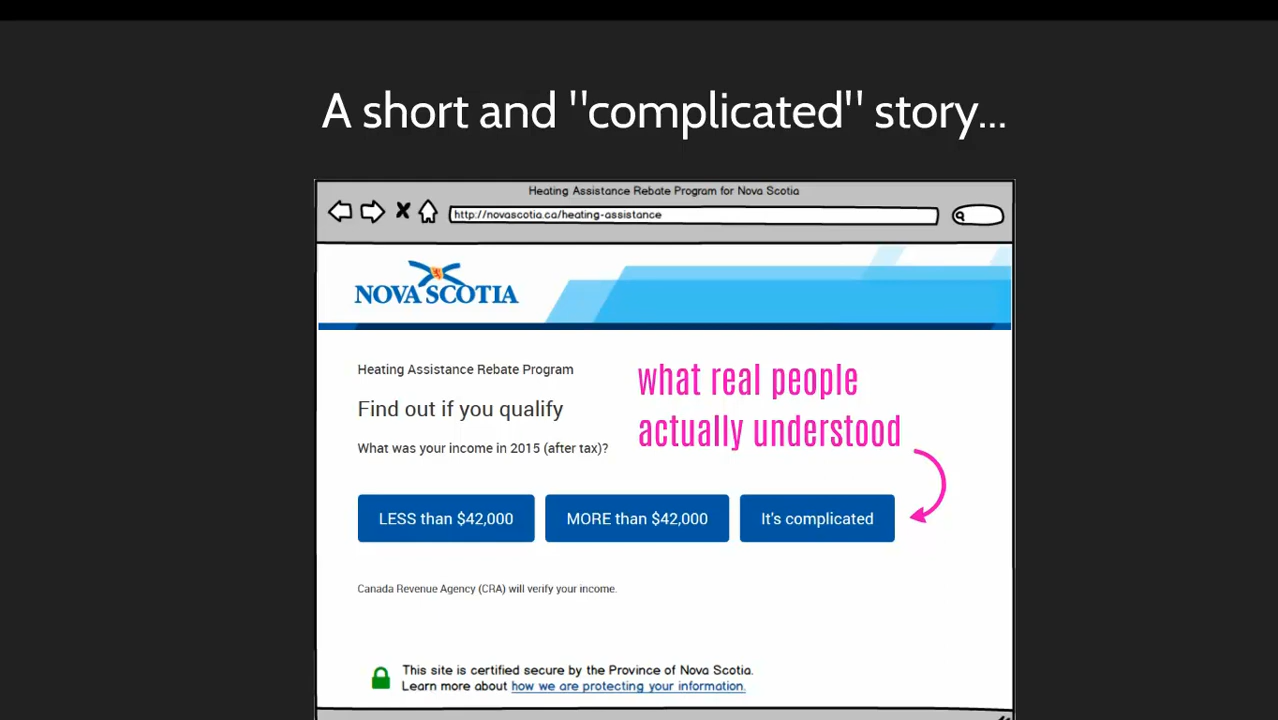 A short and "complicated" story...
Heating Assistance Rebate Program for Nova Scotia
http://novascotia.ca/heating-assistance
NOVA SCOTIA
Heating Assistance Rebate Program
what real people
actually understood
Find out if you qualify
What was your income in 2015 (after tax)?
LESS than $42,000
MORE than $42,000
It's complicated
Canada Revenue Agency (CRA) will verify your income.
This site is certified secure by the Province of Nova Scotia.
Learn more about how we are protecting your information.